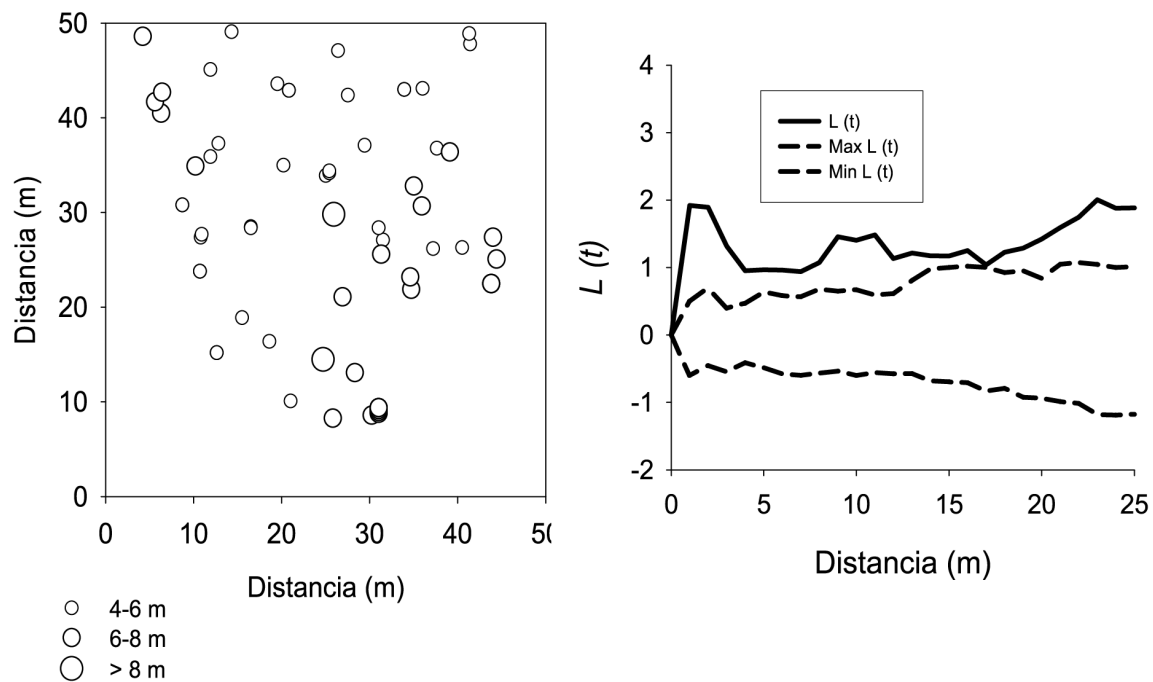 50
40
30
20
10
0
Distancia (m)
0 10 20 30 40 5(
Distancia (m)
4-6 m
6-8 m
> 8 m
4
3
2
1
0
-1
-2
L (t)
L (t)
Max L (t)
Min L (t)
0 5 10 15 20 25
Distancia (m)